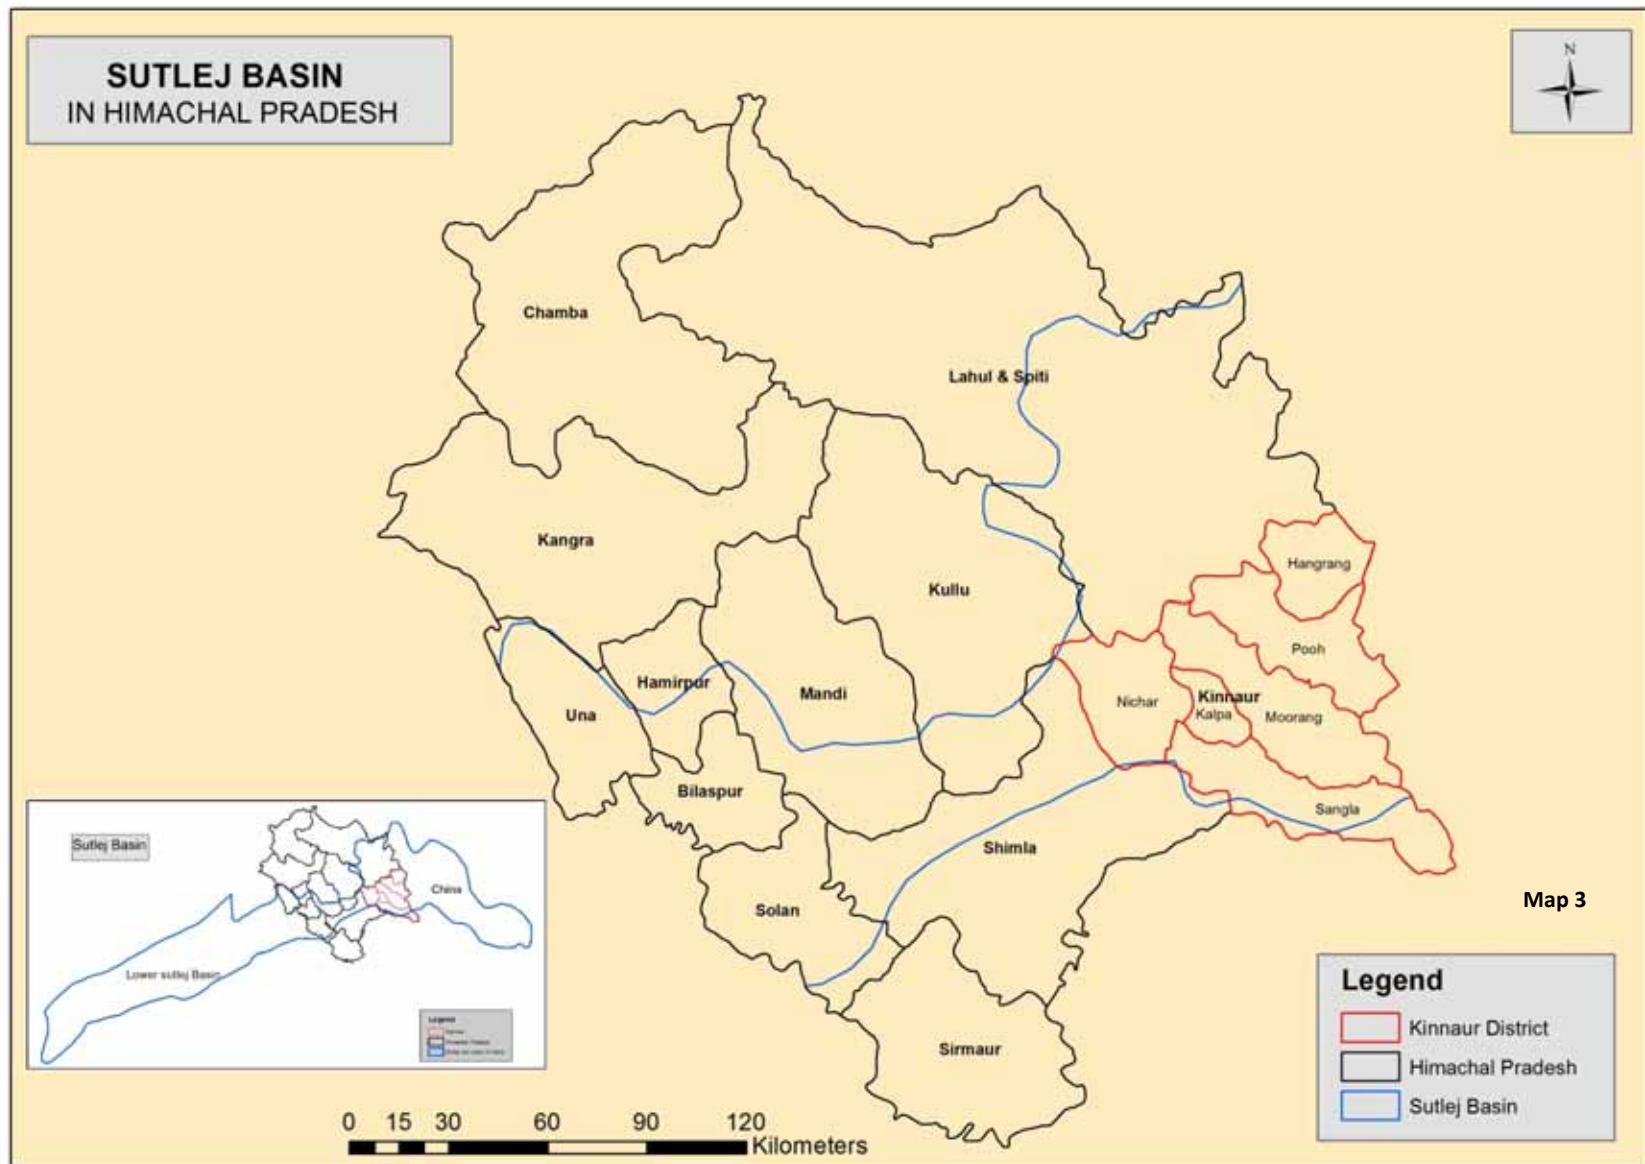 SUTLEJ BASIN
IN HIMACHAL PRADESH
N
Chamba
Lahul & Spiti
Kangra
Hangrang
Kullu
Pooh
Hamirpur
Mandi
Nichar
Kinnaur
Una
Kalpa
Moorang
Bilaspur
Sangla
Shimla
Solan
Sirmaur
Map 3
Sutlej Basin
China
Lower sutlej Basin
Legend
Legend
Kinnaur District
Himachal Pradesh
Sutlej Basin
0 15 30 60 90 120
Kilometers